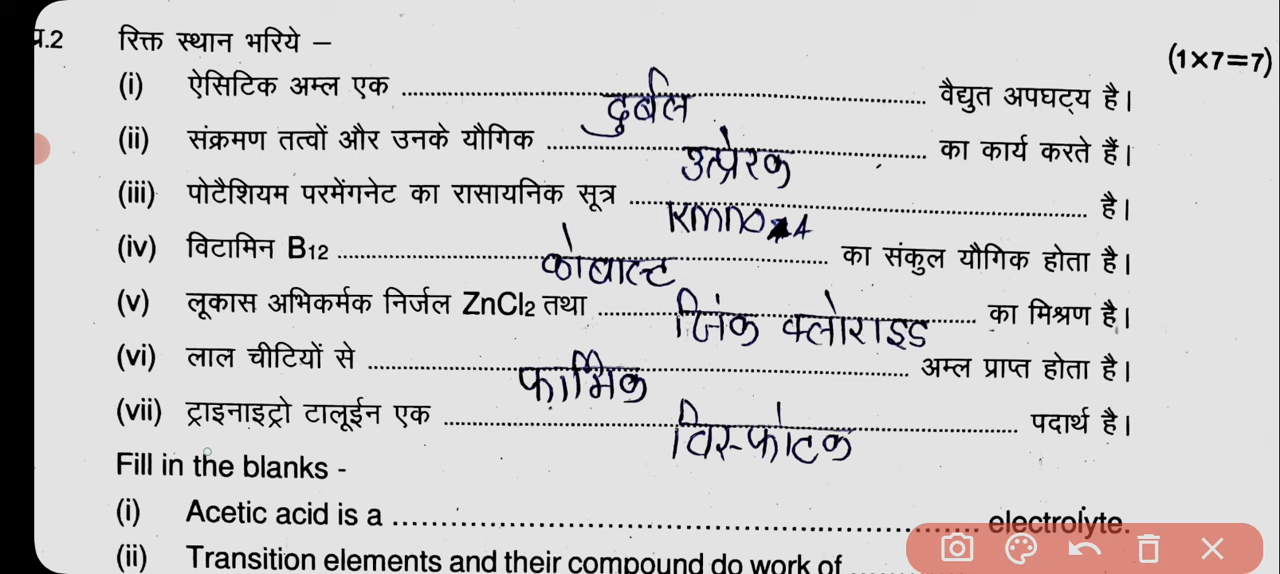 प्र.2 रिक्त स्थान भरिये –
(1×7=7)
(i) ऐसिटिक अम्ल एक ........ दुर्बल ........ वैद्युत अपघट्य है।
(ii) संक्रमण तत्वों और उनके यौगिक ........ उत्प्रेरक ........ का कार्य करते हैं।
(iii) पोटैशियम परमेंगनेट का रासायनिक सूत्र ........ KMnO4 ........ है।
(iv) विटामिन B12 ........ कोबाल्ट ........ का संकुल यौगिक होता है।
(v) लूकास अभिकर्मक निर्जल ZnCl2 तथा ........ जिंक क्लोराइड ........ का मिश्रण है।
(vi) लाल चीटियों से ........ फार्मिक ........ अम्ल प्राप्त होता है।
(vii) ट्राइनाइट्रो टालूईन एक ........ विस्फोटक ........ पदार्थ है।
Fill in the blanks -
(i) Acetic acid is a ........ electrolyte.
(ii) Transition elements and their compound do work of ........